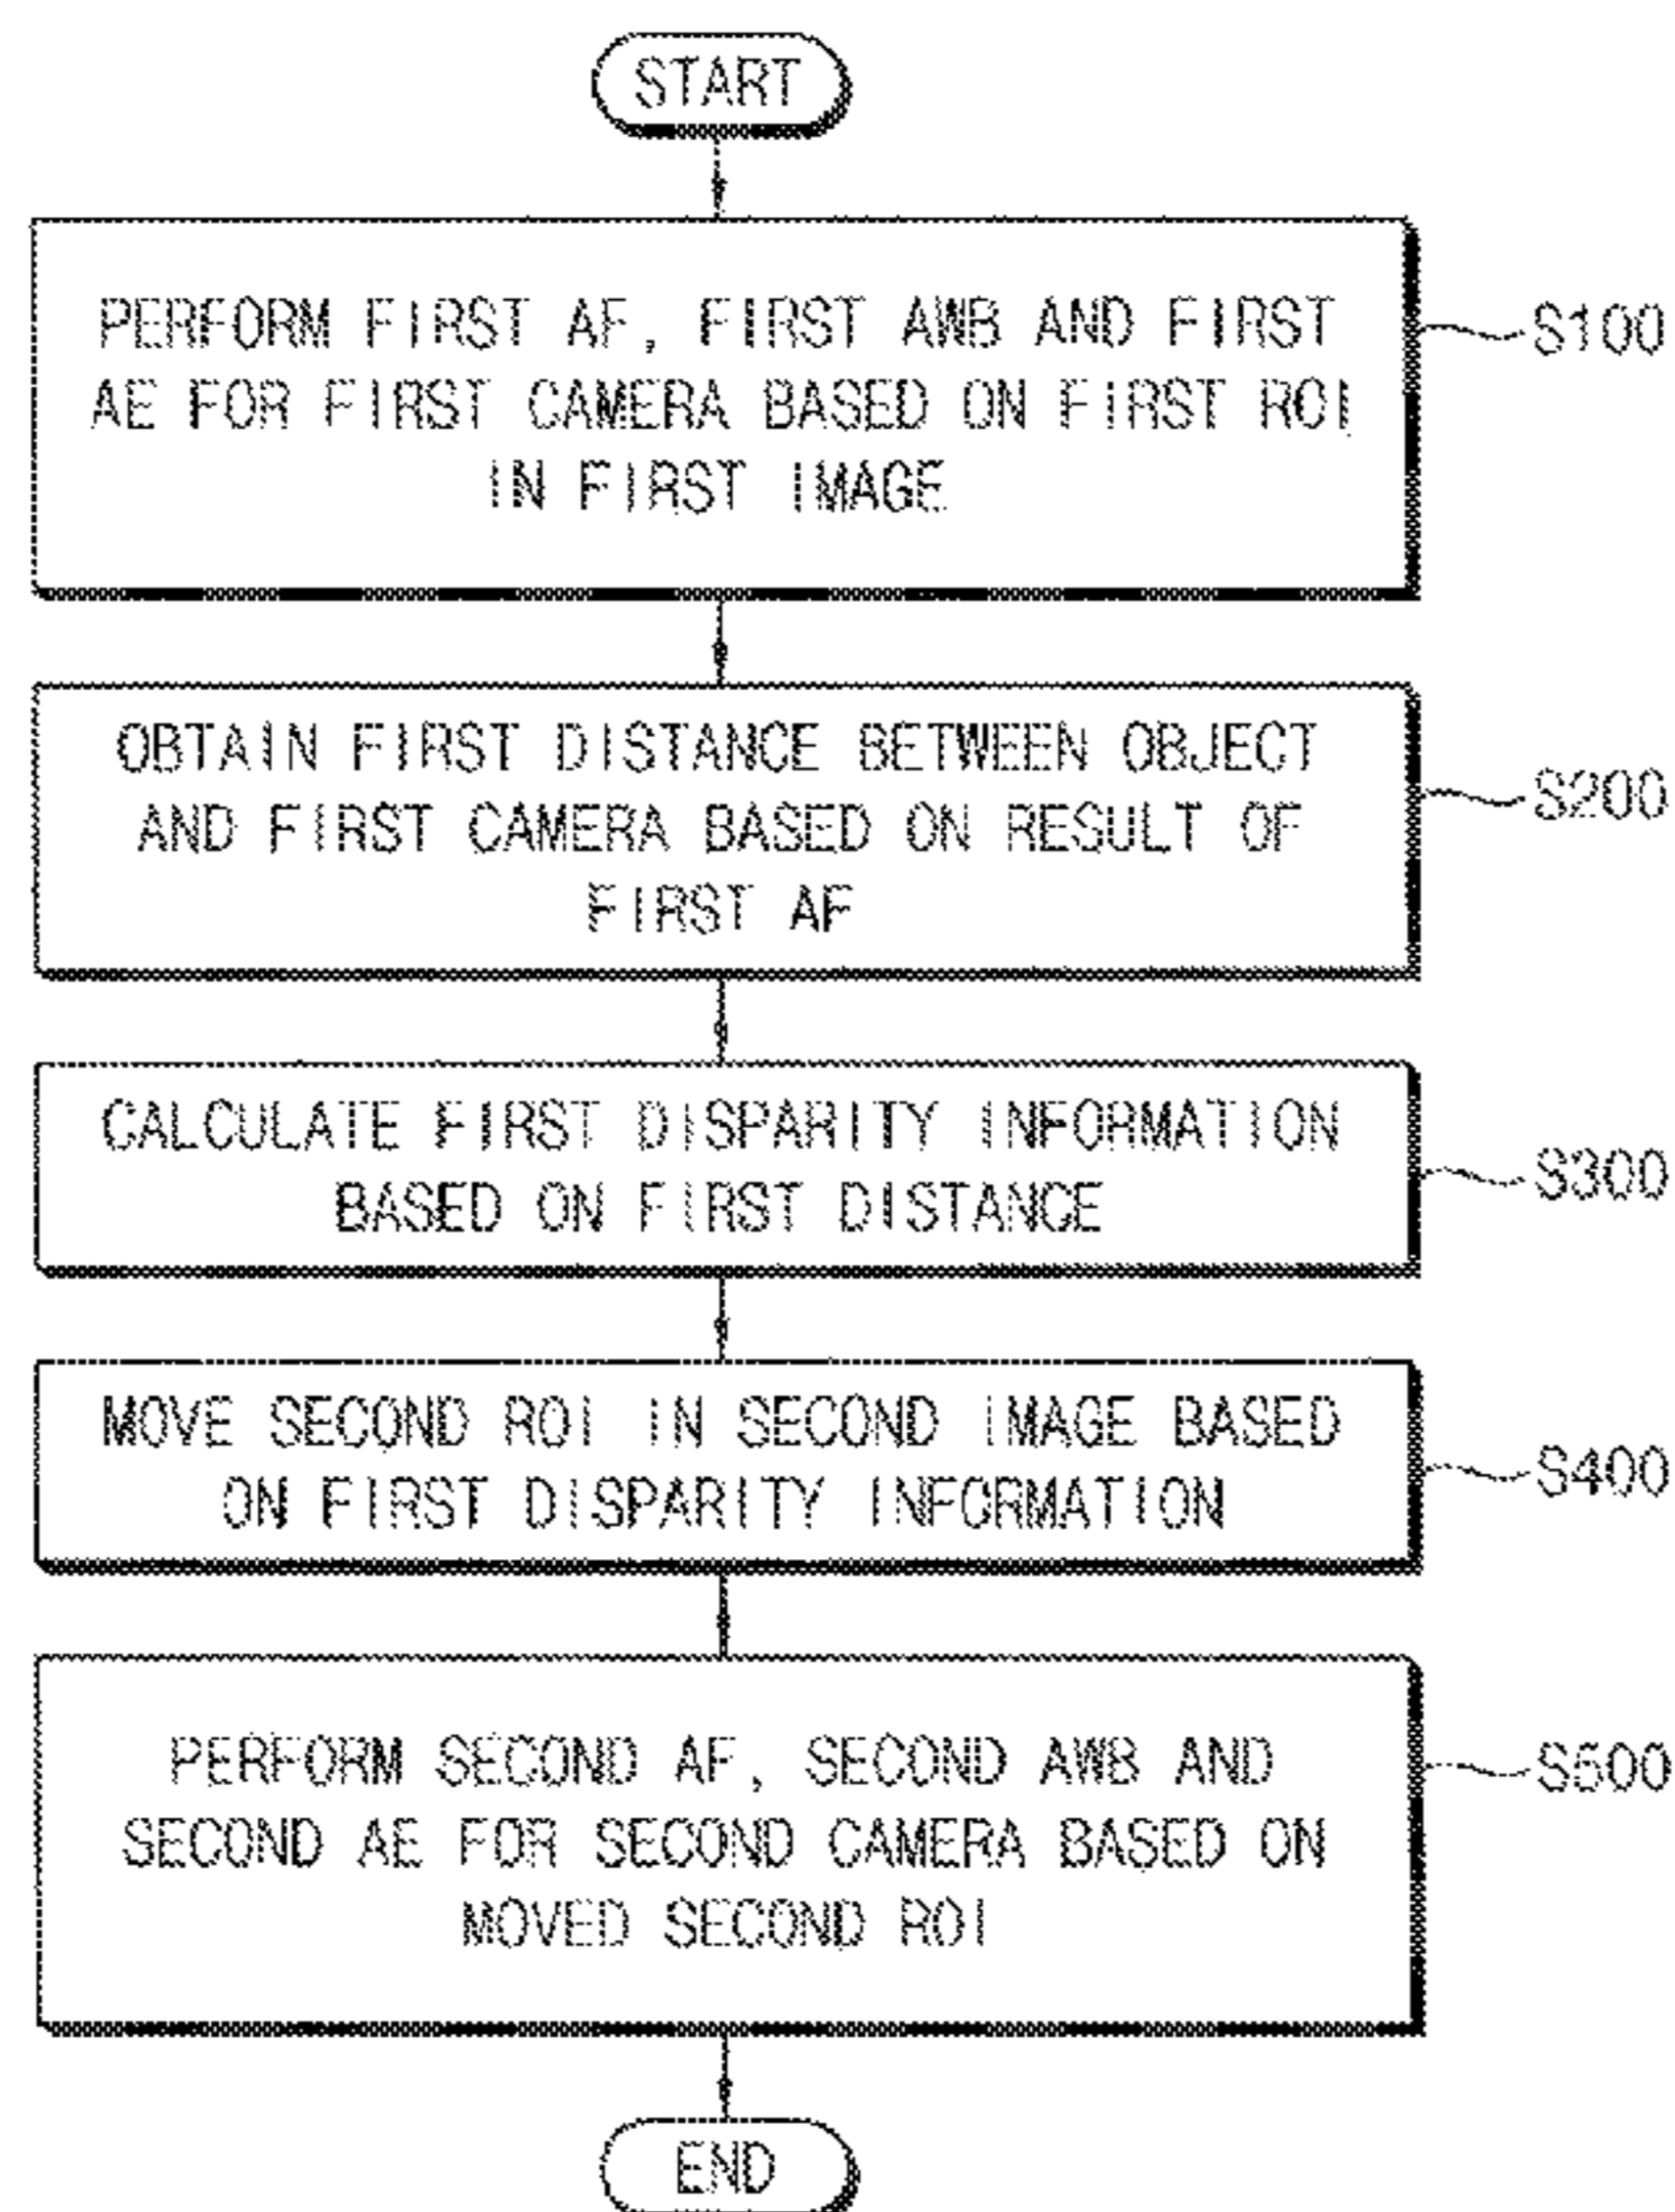 START
PERFORM FIRST AF, FIRST AWB AND FIRST
AE FOR FIRST CAMERA BASED ON FIRST ROI
IN FIRST IMAGE
S100
OBTAIN FIRST DISTANCE BETWEEN OBJECT
AND FIRST CAMERA BASED ON RESULT OF
FIRST AF
S200
CALCULATE FIRST DISPARITY INFORMATION
BASED ON FIRST DISTANCE
S300
MOVE SECOND ROI IN SECOND IMAGE BASED
ON FIRST DISPARITY INFORMATION
S400
PERFORM SECOND AF, SECOND AWB AND
SECOND AE FOR SECOND CAMERA BASED ON
MOVED SECOND ROI
S500
END